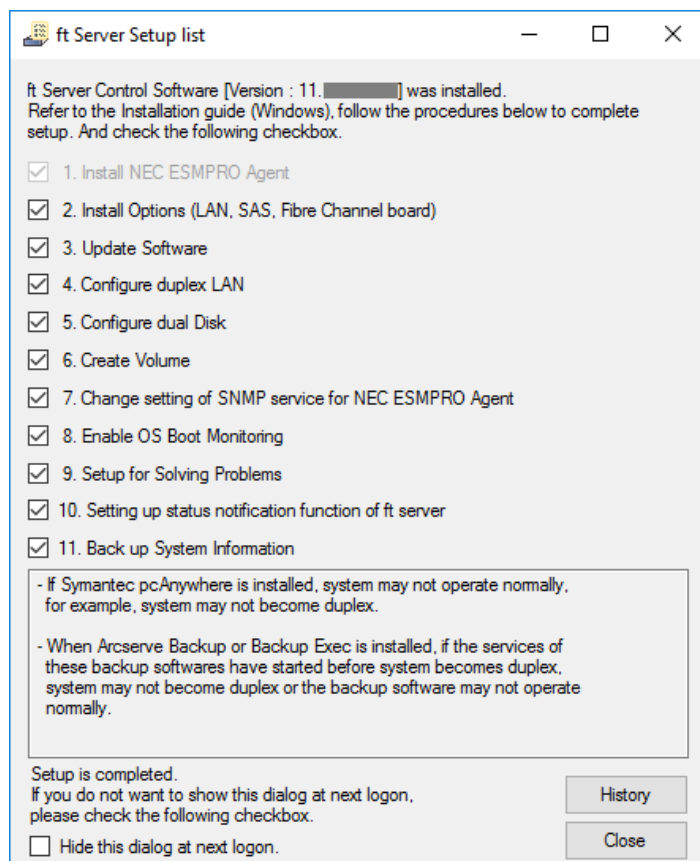 ft Server Setup list
ft Server Control Software [Version : 11. ] was installed.
Refer to the Installation guide (Windows), follow the procedures below to complete
setup. And check the following checkbox.
1. Install NEC ESMPRO Agent
2. Install Options (LAN, SAS, Fibre Channel board)
3. Update Software
4. Configure duplex LAN
5. Configure dual Disk
6. Create Volume
7. Change setting of SNMP service for NEC ESMPRO Agent
8. Enable OS Boot Monitoring
9. Setup for Solving Problems
10. Setting up status notification function of ft server
11. Back up System Information
- If Symantec pcAnywhere is installed, system may not operate normally,
for example, system may not become duplex.
- When Arcserve Backup or Backup Exec is installed, if the services of
these backup softwares have started before system becomes duplex,
system may not become duplex or the backup software may not operate
normally.
Setup is completed.
If you do not want to show this dialog at next logon,
please check the following checkbox.
Hide this dialog at next logon.
History
Close